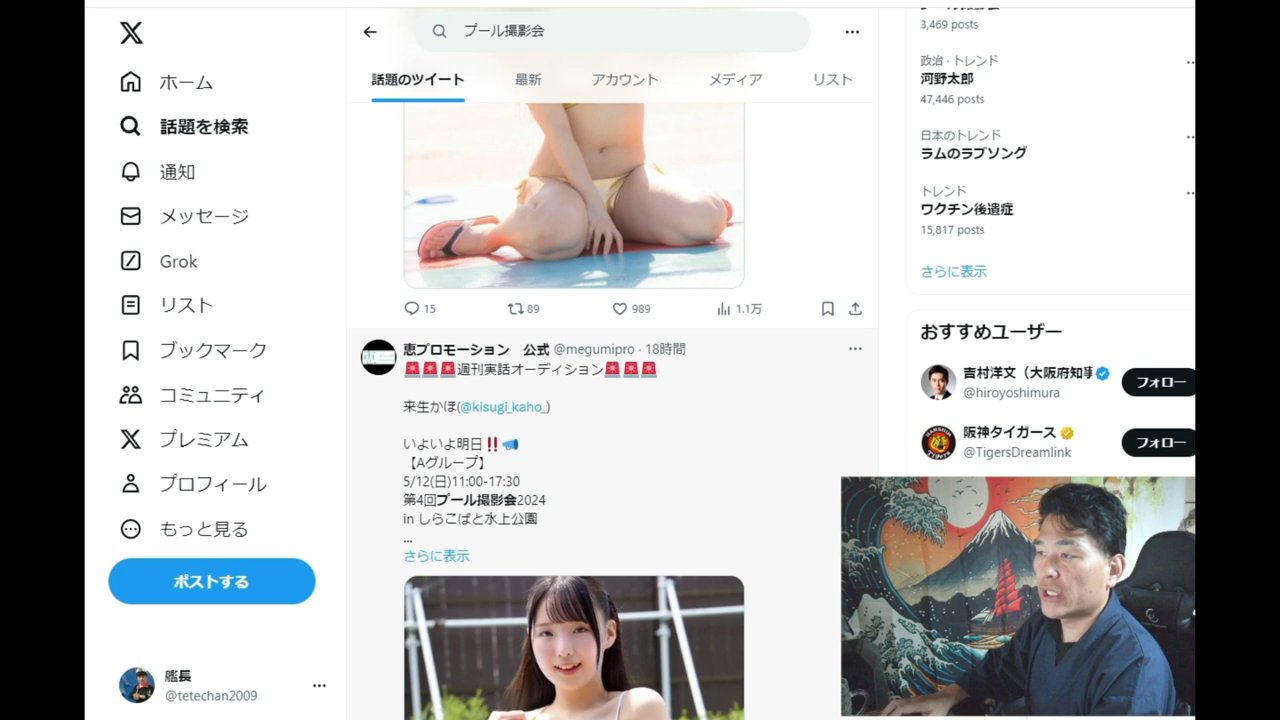 ホーム
話題を検索
通知
メッセージ
Grok
リスト
ブックマーク
コミュニティ
プレミアム
プロフィール
もっと見る
ポストする
艦長
@tetechan2009
プール撮影会
話題のツイート
最新
アカウント
メディア
リスト
15
89
989
1.1万
恵プロモーション 公式 @megumipro · 18時間
🚨🚨🚨週刊実話オーディション🚨🚨🚨
来生かほ(@kisugi_kaho_)
いよいよ明日‼️📣
【Aグループ】
5/12(日)11:00-17:30
第4回プール撮影会2024
in しらこばと水上公園
...
さらに表示
3,469 posts
政治 · トレンド
河野太郎
47,446 posts
日本のトレンド
ラムのラブソング
トレンド
ワクチン後遺症
15,817 posts
さらに表示
おすすめユーザー
吉村洋文（大阪府知事
@hiroyoshimura
フォロー
阪神タイガース
@TigersDreamlink
フォロー